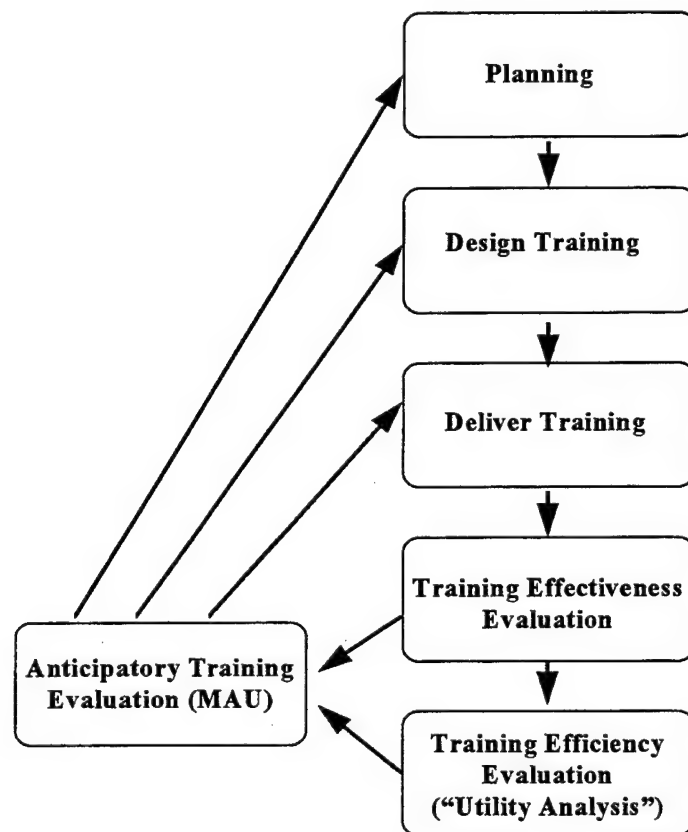 Planning
Design Training
Deliver Training
Training Effectiveness
Evaluation
Anticipatory Training
Evaluation (MAU)
Training Efficiency
Evaluation
(“Utility Analysis”)